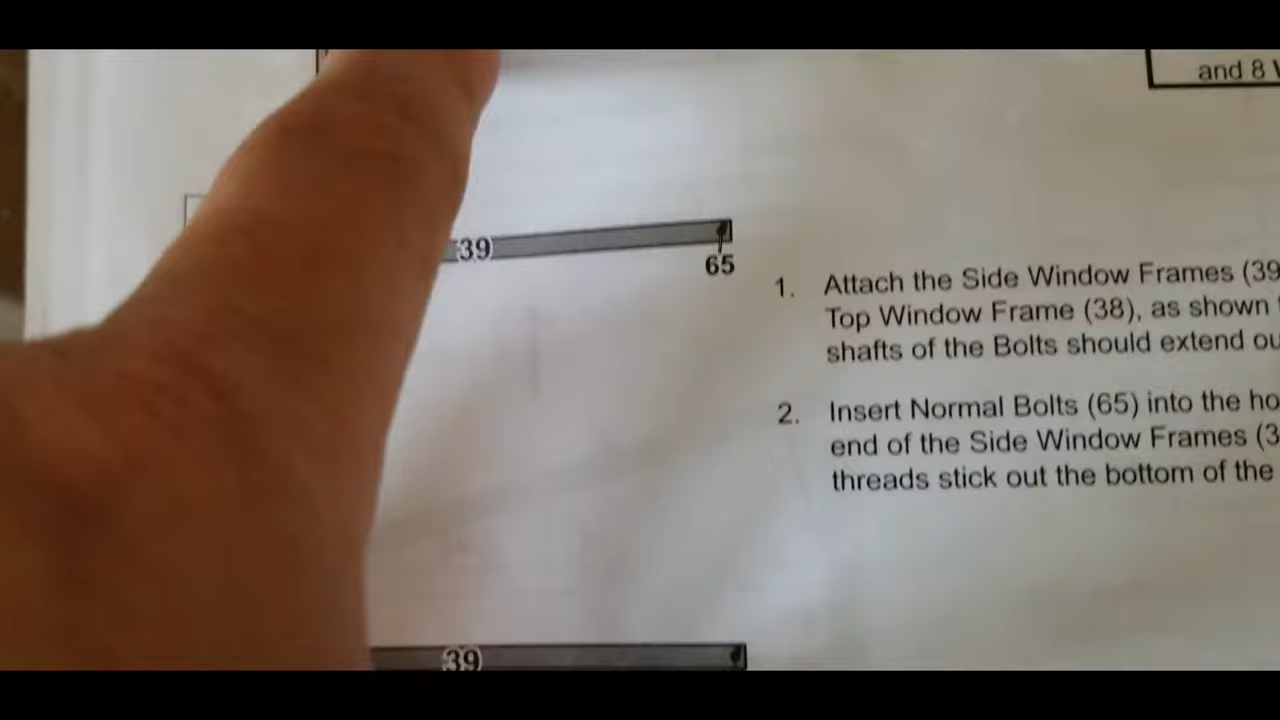 and 8
39
65
1. Attach the Side Window Frames (39
Top Window Frame (38), as shown
shafts of the Bolts should extend
2. Insert Normal Bolts (65) into the
end of the Side Window Frames (3
threads stick out the bottom of the
39